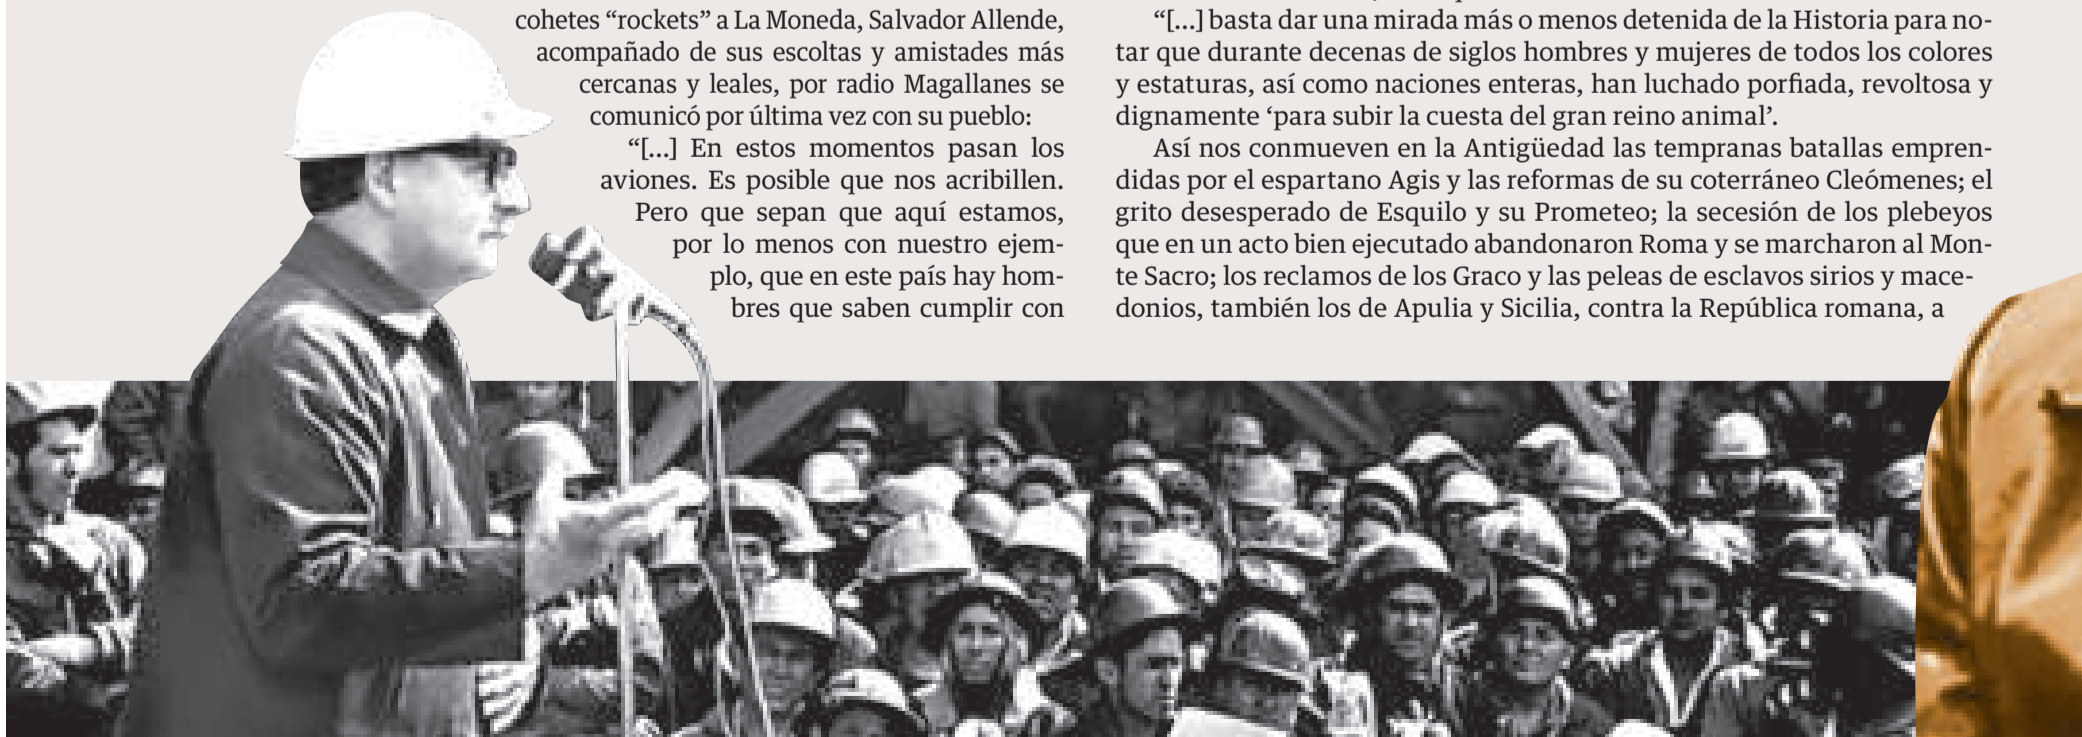 cohetes “rockets” a La Moneda, Salvador Allende,
acompañado de sus escoltas y amistades más
cercanas y leales, por radio Magallanes se
comunicó por última vez con su pueblo:
“[...] En estos momentos pasan los
aviones. Es posible que nos acribillen.
Pero que sepan que aquí estamos,
por lo menos con nuestro ejem-
plo, que en este país hay hom-
bres que saben cumplir con
“[...] basta dar una mirada más o menos detenida de la Historia para no-
tar que durante decenas de siglos hombres y mujeres de todos los colores
y estaturas, así como naciones enteras, han luchado porfiada, revoltosa y
dignamente ‘para subir la cuesta del gran reino animal’.
Así nos conmueven en la Antigüedad las tempranas batallas empren-
didas por el espartano Agis y las reformas de su coterráneo Cleómenes; el
grito desesperado de Esquilo y su Prometeo; la secesión de los plebeyos
que en un acto bien ejecutado abandonaron Roma y se marcharon al Mon-
te Sacro; los reclamos de los Graco y las peleas de esclavos sirios y mace-
donios, también los de Apulia y Sicilia, contra la República romana, a